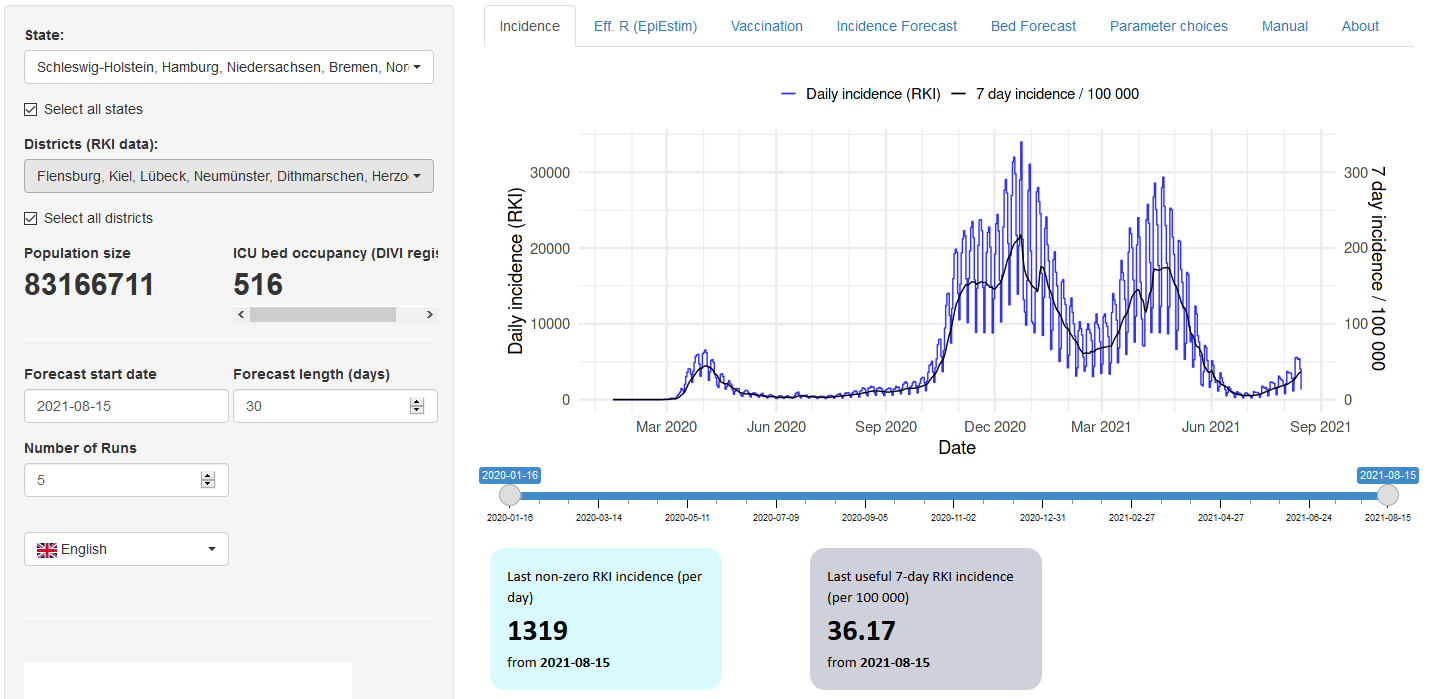 State:
Schleswig-Holstein, Hamburg, Niedersachsen, Bremen, Nor
Select all states
Districts (RKI data):
Flensburg, Kiel, Lübeck, Neumünster, Dithmarschen, Herzo
Select all districts
Population size
83166711
ICU bed occupancy (DIVI regis
516
Forecast start date
2021-08-15
Forecast length (days)
30
Number of Runs
5
English
Incidence Eff. R (EpiEstim) Vaccination Incidence Forecast Bed Forecast Parameter choices Manual About
Daily incidence (RKI) 7 day incidence / 100 000
Daily incidence (RKI)
30000
20000
10000
0
300
200
100
0
7 day incidence / 100 000
Mar 2020 Jun 2020 Sep 2020 Dec 2020 Mar 2021 Jun 2021 Sep 2021
Date
2020-01-16 2021-08-15
2020-01-16 2020-03-14 2020-05-11 2020-07-09 2020-09-05 2020-11-02 2020-12-31 2021-02-27 2021-04-27 2021-06-24 2021-08-15
Last non-zero RKI incidence (per
day)
1319
from 2021-08-15
Last useful 7-day RKI incidence
(per 100 000)
36.17
from 2021-08-15